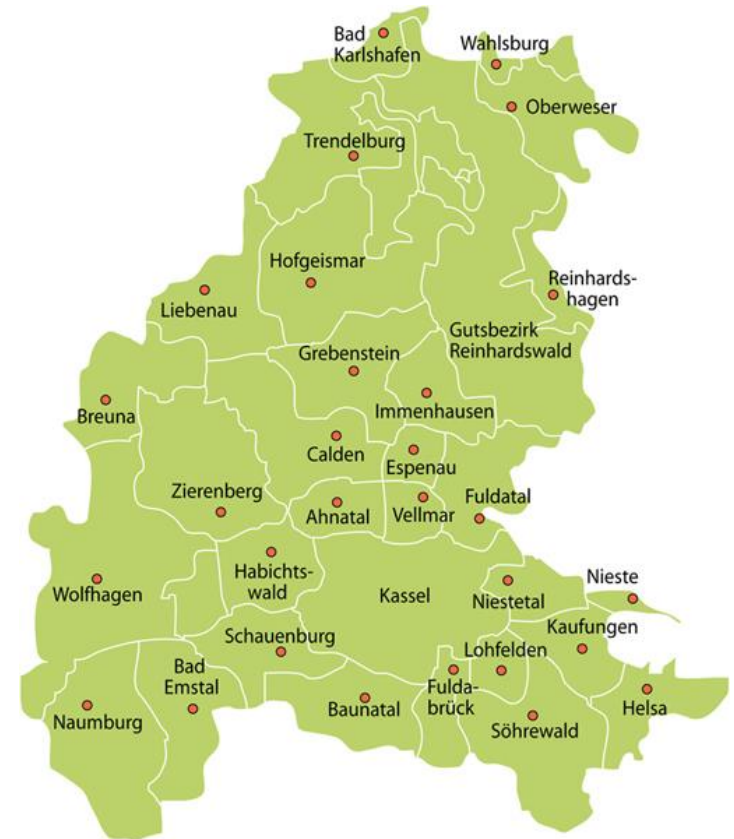 Bad
Karlshafen
Wahlsburg
Oberweser
Trendelburg
Hofgeismar
Reinhards-
hagen
Liebenau
Gutsbezirk
Reinhardswald
Grebenstein
Immenhausen
Breuna
Calden
Espenau
Zierenberg
Ahnatal
Vellmar
Fuldatal
Habichts-
wald
Wolfhagen
Kassel
Niestetal
Nieste
Kaufungen
Schauenburg
Lohfelden
Bad
Emstal
Fulda-
brück
Helsa
Naumburg
Baunatal
Söhrewald